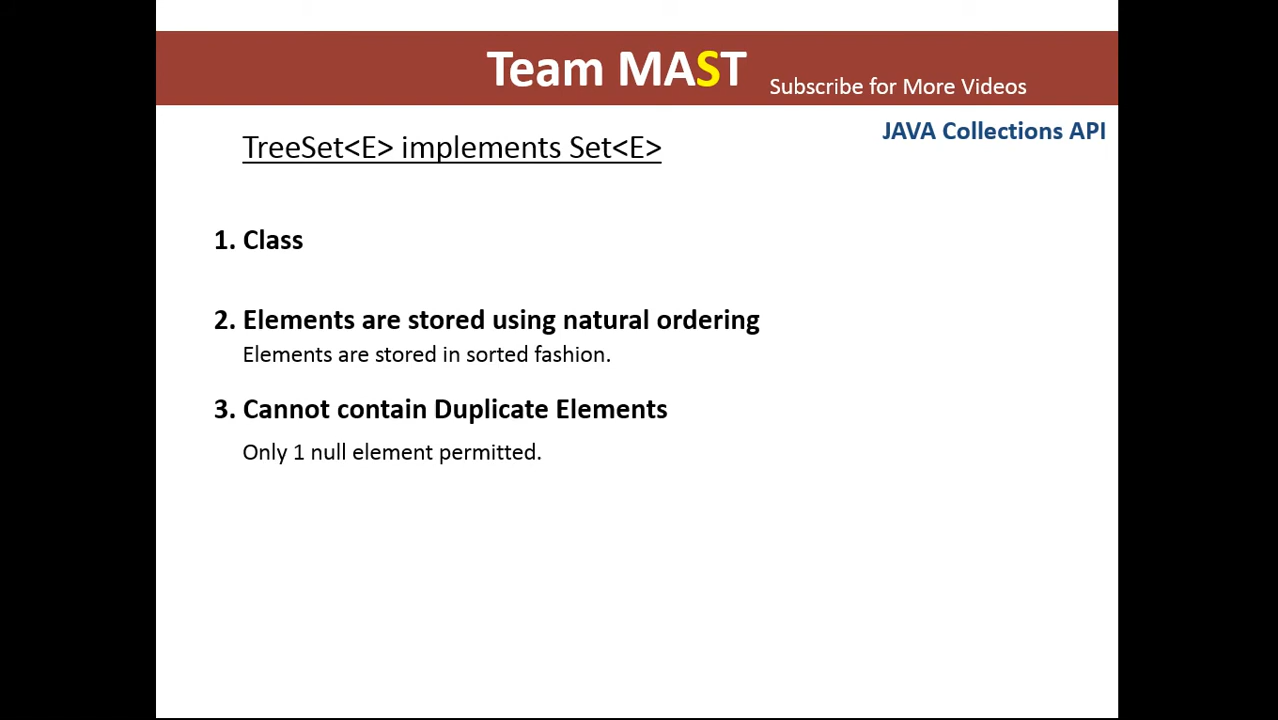 Team MAST Subscribe for More Videos
JAVA Collections API
TreeSet<E> implements Set<E>
1. Class
2. Elements are stored using natural ordering
Elements are stored in sorted fashion.
3. Cannot contain Duplicate Elements
Only 1 null element permitted.